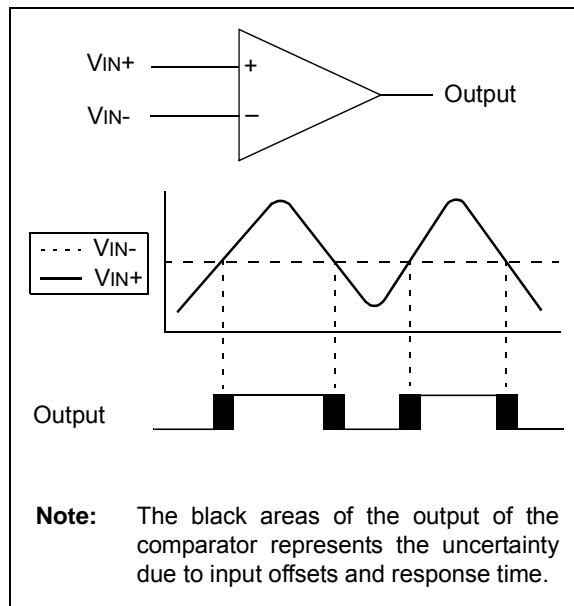 VIN+
+
Output
VIN-
–
VIN-
VIN+
Output
Note: The black areas of the output of the
comparator represents the uncertainty
due to input offsets and response time.